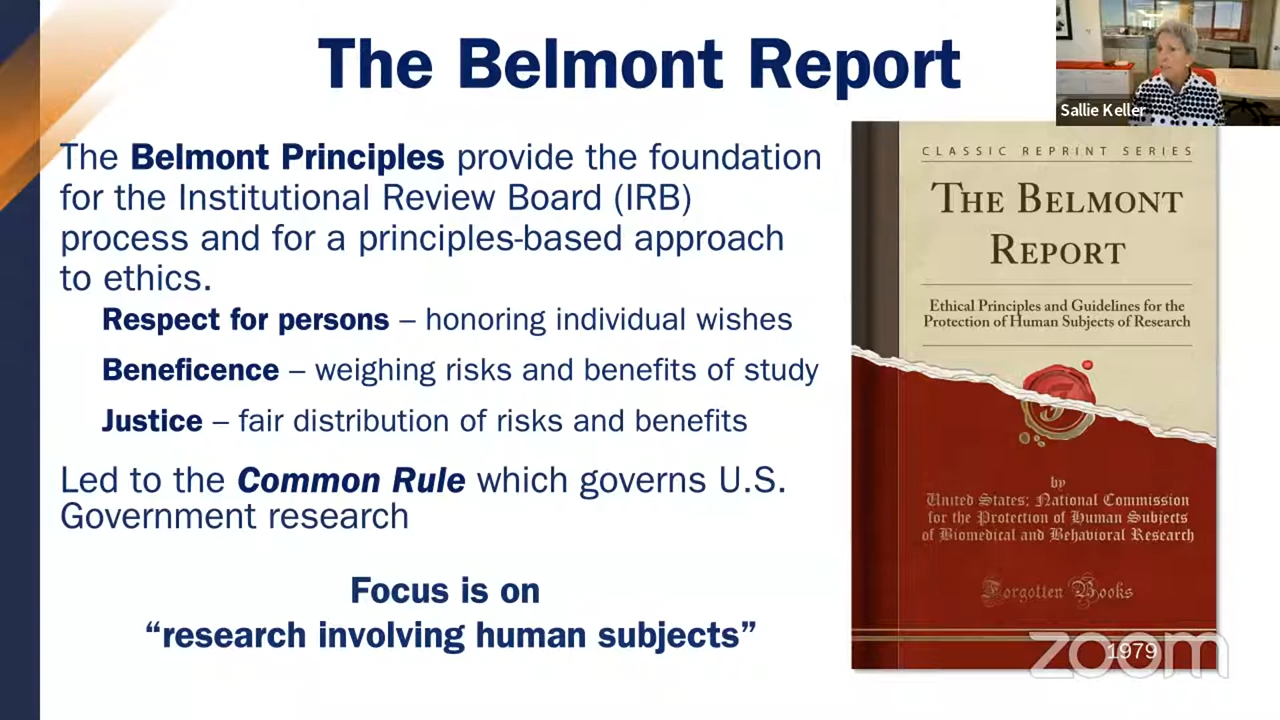 The Belmont Report
Sallie Keller
The Belmont Principles provide the foundation
for the Institutional Review Board (IRB)
process and for a principles-based approach
to ethics.
Respect for persons – honoring individual wishes
Beneficence – weighing risks and benefits of study
Justice – fair distribution of risks and benefits
Led to the Common Rule which governs U.S.
Government research
Focus is on
“research involving human subjects”
CLASSIC REPRINT SERIES
THE BELMONT
REPORT
Ethical Principles and Guidelines for the
Protection of Human Subjects of Research
by
United States; National Commission
for the Protection of Human Subjects
of Biomedical and Behavioral Research
Forgotten Books
1979
zoom